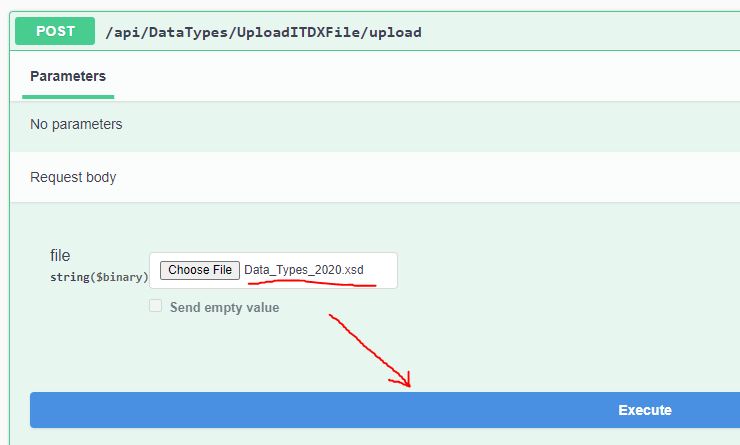 POST /api/DataTypes/UploadITDXFile/upload
Parameters
No parameters
Request body
file
string($binary)
Choose File Data_Types_2020.xsd
Send empty value
Execute